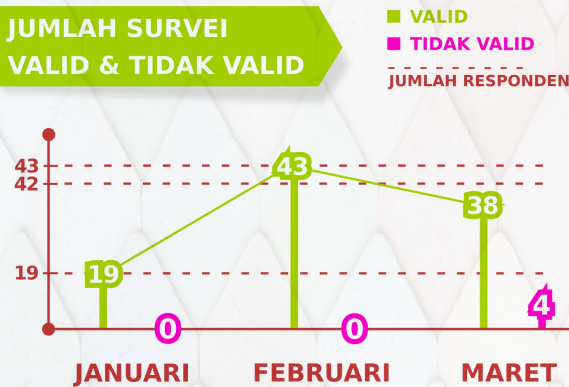 JUMLAH SURVEI
VALID & TIDAK VALID
VALID
TIDAK VALID
JUMLAH RESPONDEN
43
42
19
19
43
38
0
0
4
JANUARI FEBRUARI MARET